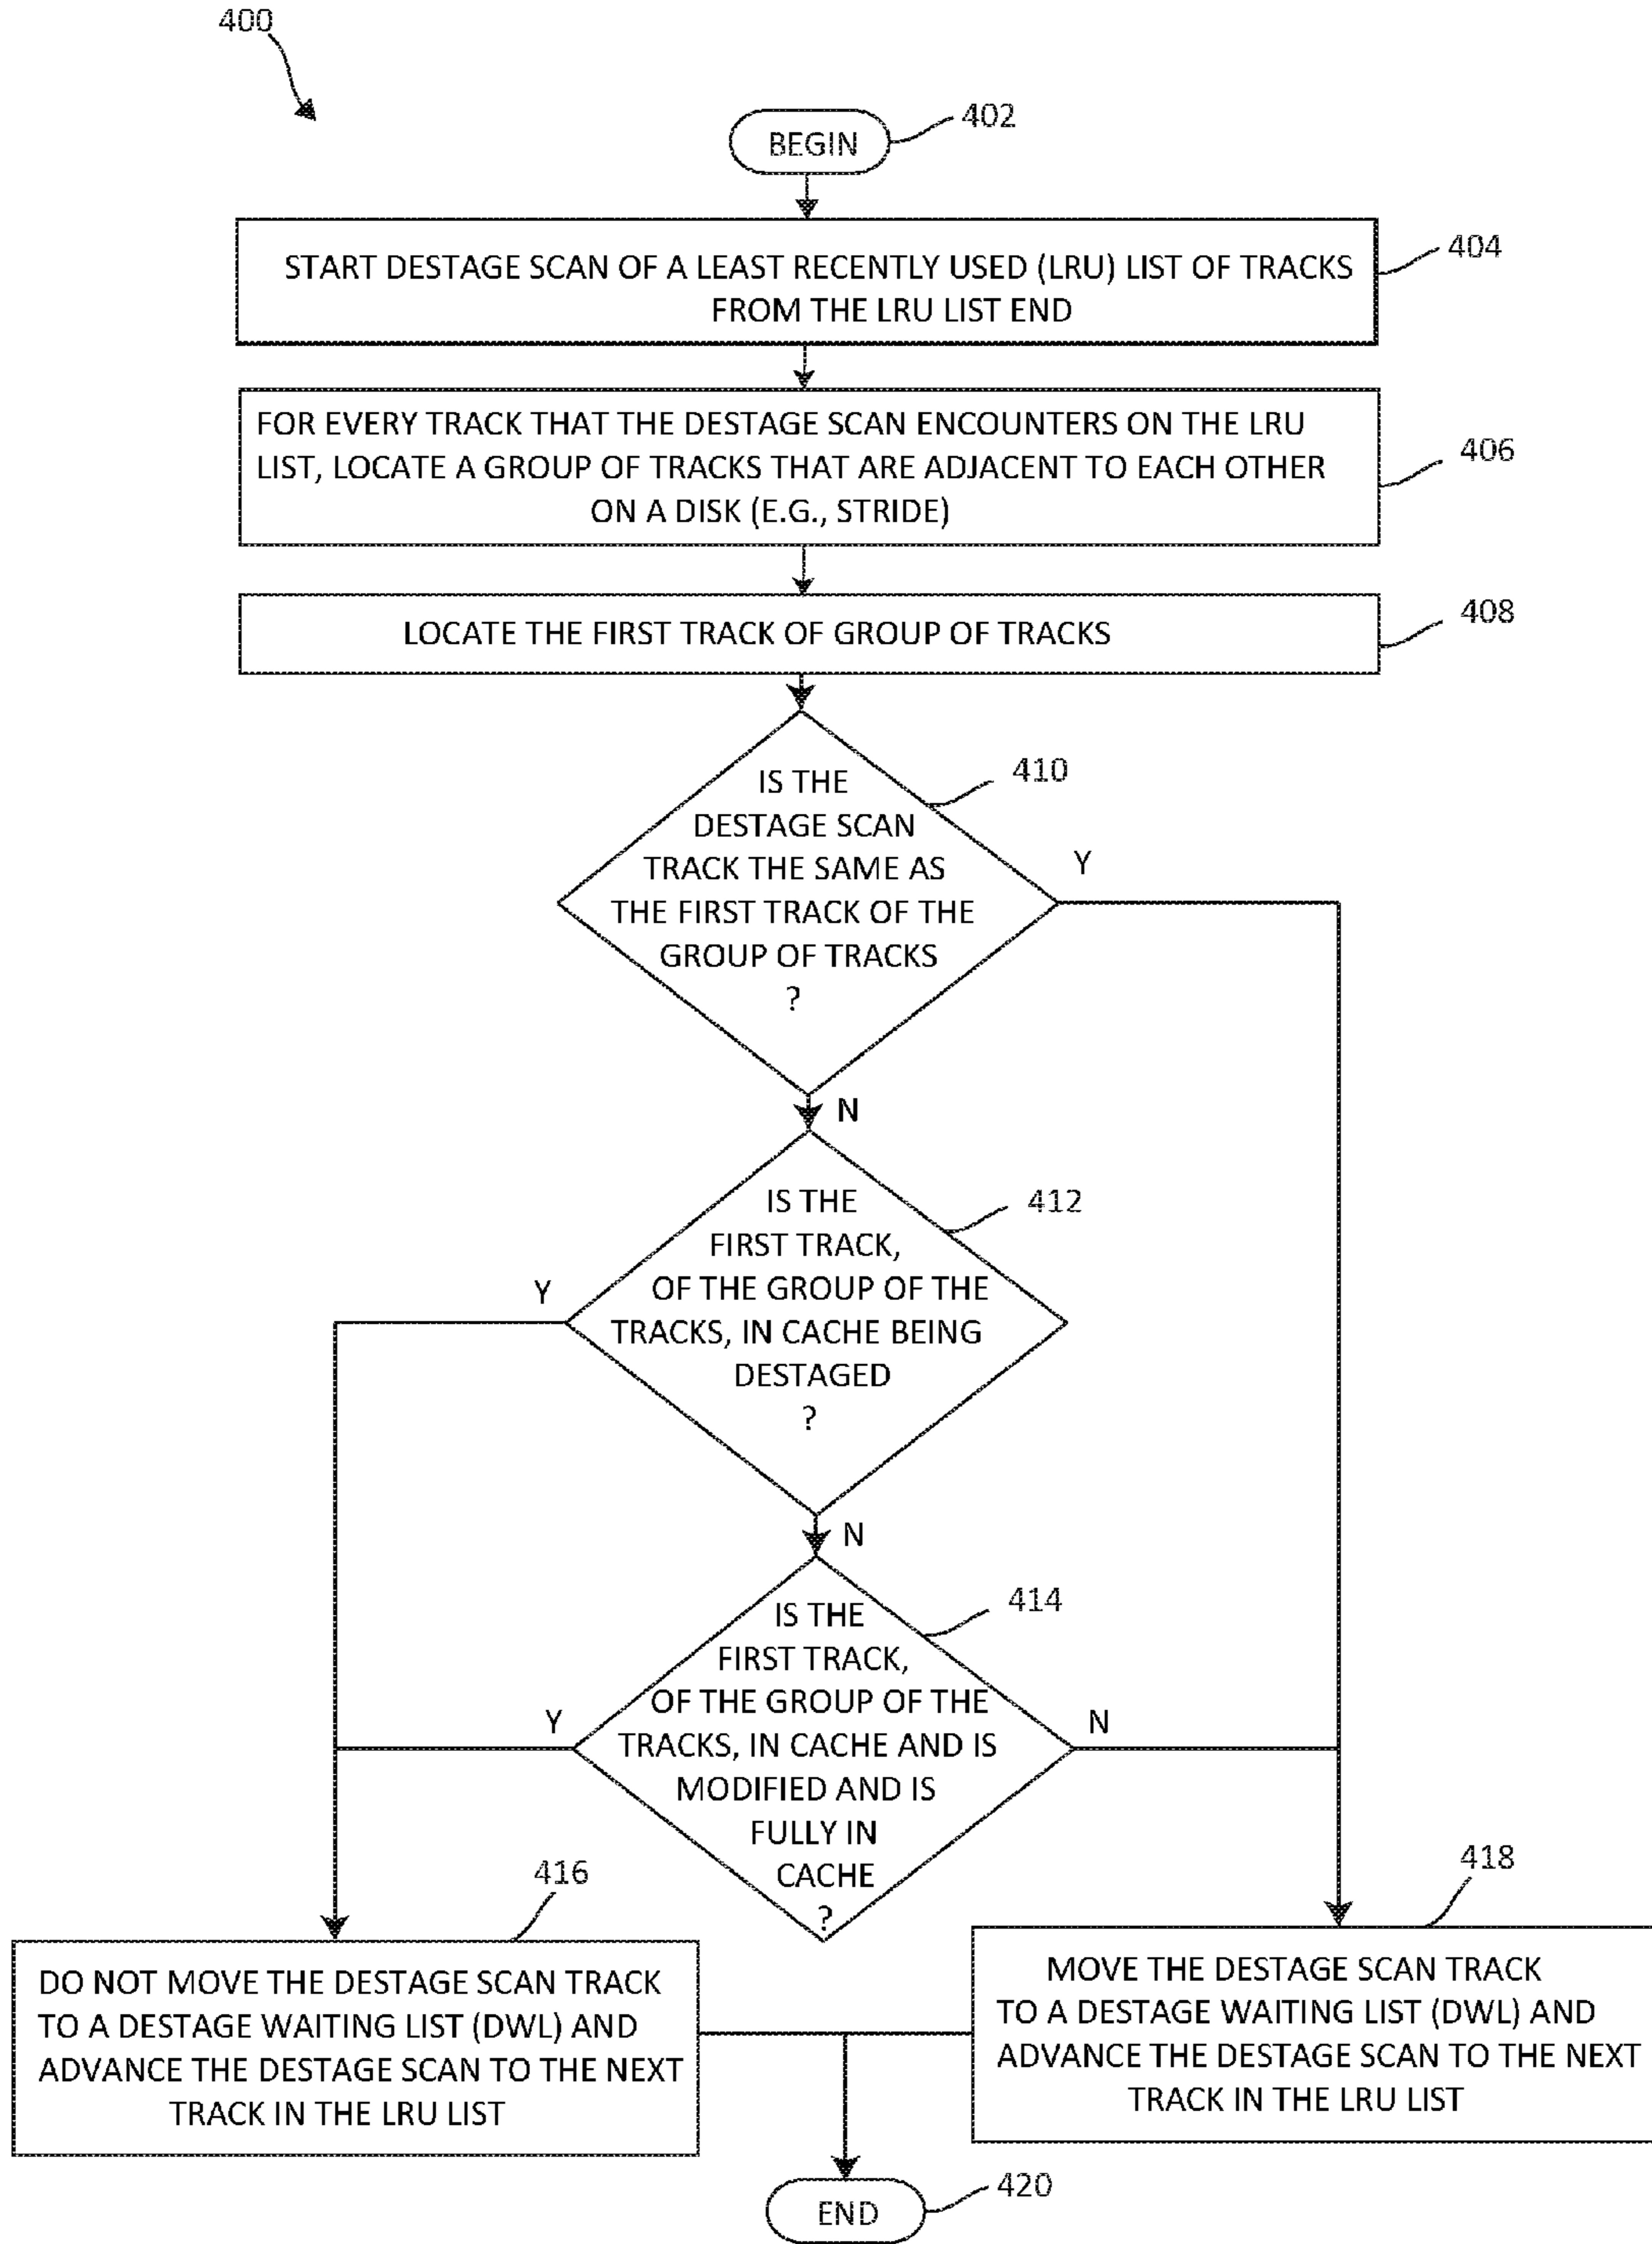 400
BEGIN
402
START DESTAGE SCAN OF A LEAST RECENTLY USED (LRU) LIST OF TRACKS
FROM THE LRU LIST END
404
FOR EVERY TRACK THAT THE DESTAGE SCAN ENCOUNTERS ON THE LRU
LIST, LOCATE A GROUP OF TRACKS THAT ARE ADJACENT TO EACH OTHER
ON A DISK (E.G., STRIDE)
406
LOCATE THE FIRST TRACK OF GROUP OF TRACKS
408
IS THE
DESTAGE SCAN
TRACK THE SAME AS
THE FIRST TRACK OF THE
GROUP OF TRACKS
?
410
Y
N
IS THE
FIRST TRACK,
OF THE GROUP OF THE
TRACKS, IN CACHE BEING
DESTAGED
?
412
Y
N
IS THE
FIRST TRACK,
OF THE GROUP OF THE
TRACKS, IN CACHE AND IS
MODIFIED AND IS
FULLY IN
CACHE
?
414
Y
N
416
DO NOT MOVE THE DESTAGE SCAN TRACK
TO A DESTAGE WAITING LIST (DWL) AND
ADVANCE THE DESTAGE SCAN TO THE NEXT
TRACK IN THE LRU LIST
418
MOVE THE DESTAGE SCAN TRACK
TO A DESTAGE WAITING LIST (DWL) AND
ADVANCE THE DESTAGE SCAN TO THE NEXT
TRACK IN THE LRU LIST
END
420